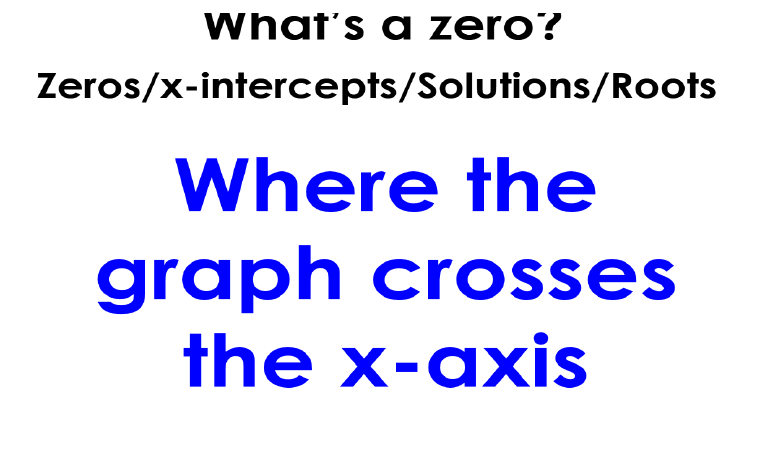 What's a zero?
Zeros/x-intercepts/Solutions/Roots
Where the
graph crosses
the x-axis